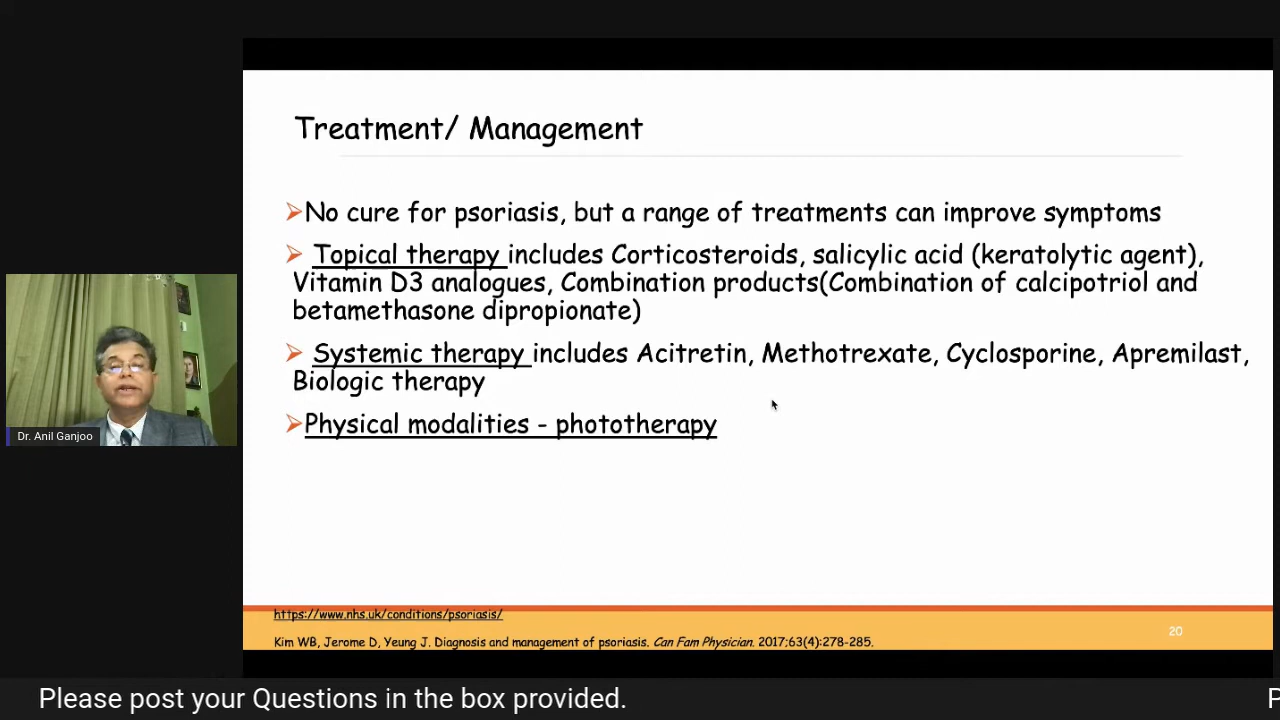 Treatment/ Management
➢No cure for psoriasis, but a range of treatments can improve symptoms
➢ Topical therapy includes Corticosteroids, salicylic acid (keratolytic agent),
Vitamin D3 analogues, Combination products(Combination of calcipotriol and
betamethasone dipropionate)
➢ Systemic therapy includes Acitretin, Methotrexate, Cyclosporine, Apremilast,
Biologic therapy
➢Physical modalities - phototherapy
Dr. Anil Ganjoo
https://www.nhs.uk/conditions/psoriasis/
Kim WB, Jerome D, Yeung J. Diagnosis and management of psoriasis. Can Fam Physician. 2017;63(4):278-285.
20
Please post your Questions in the box provided.
P